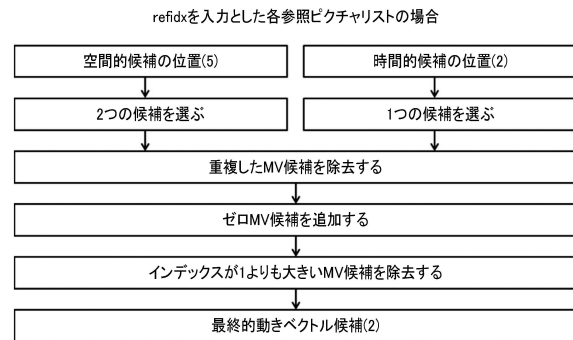 refidxを入力とした各参照ピクチャリストの場合
空間的候補の位置(5)
時間的候補の位置(2)
2つの候補を選ぶ
1つの候補を選ぶ
重複したMV候補を除去する
ゼロMV候補を追加する
インデックスが1よりも大きいMV候補を除去する
最終的動きベクトル候補(2)